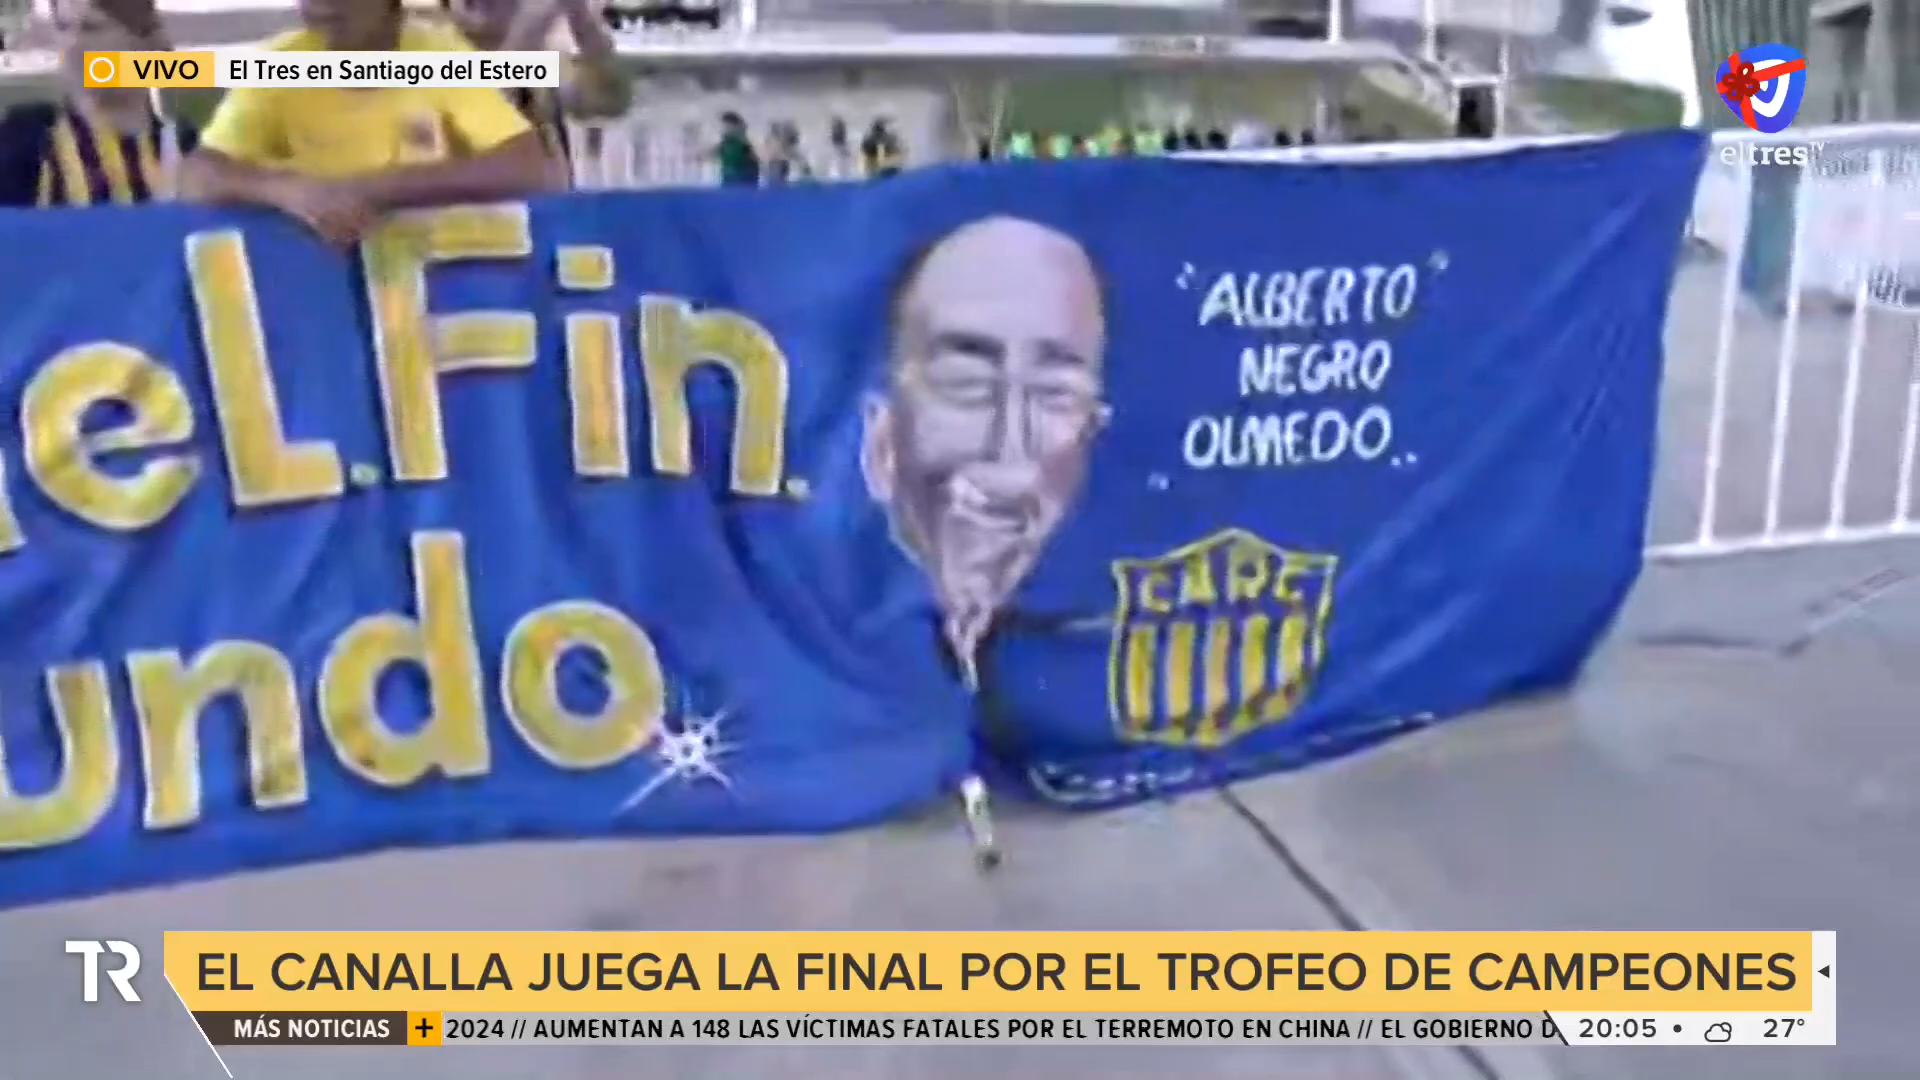 VIVO El Tres en Santiago del Estero
eltres TV
eL.Fin.
undo
"ALBERTO"
NEGRO
OLMEDO..
CARC
TR
EL CANALLA JUEGA LA FINAL POR EL TROFEO DE CAMPEONES
MÁS NOTICIAS + 2024 // AUMENTAN A 148 LAS VÍCTIMAS FATALES POR EL TERREMOTO EN CHINA // EL GOBIERNO D
20:05 • 27°